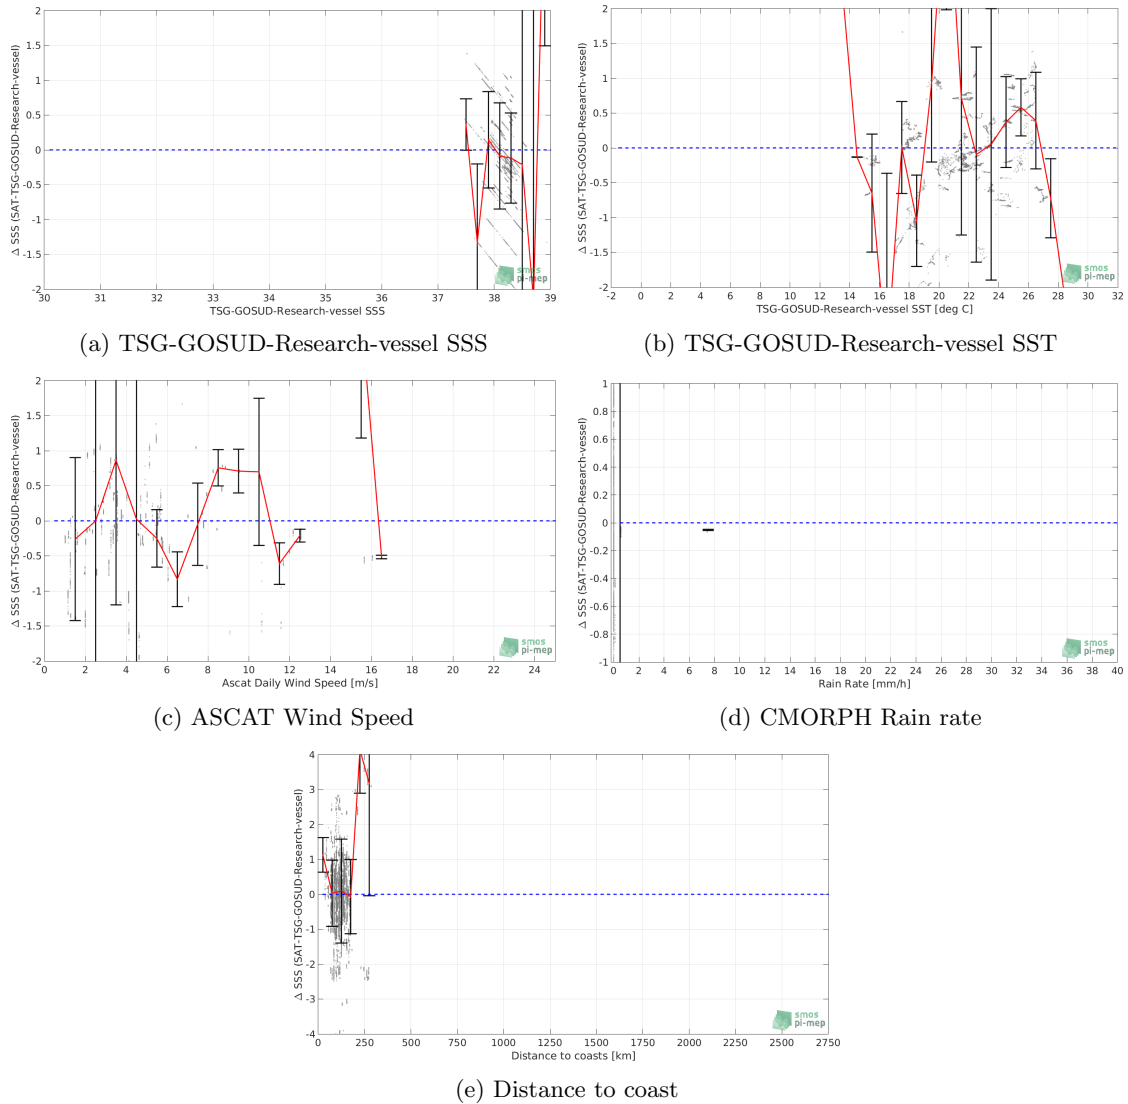 Δ SSS (SAT-TSG-GOSUD-Research-vessel)
2
1.5
1
0.5
0
-0.5
-1
-1.5
-2
30 31 32 33 34 35 36 37 38 39
TSG-GOSUD-Research-vessel SSS
smos
pi-mep
(a) TSG-GOSUD-Research-vessel SSS
Δ SSS (SAT-TSG-GOSUD-Research-vessel)
2
1.5
1
0.5
0
-0.5
-1
-1.5
-2
-2 0 2 4 6 8 10 12 14 16 18 20 22 24 26 28 30 32
TSG-GOSUD-Research-vessel SST [deg C]
smos
pi-mep
(b) TSG-GOSUD-Research-vessel SST
Δ SSS (SAT-TSG-GOSUD-Research-vessel)
2
1.5
1
0.5
0
-0.5
-1
-1.5
-2
0 2 4 6 8 10 12 14 16 18 20 22 24
Ascat Daily Wind Speed [m/s]
smos
pi-mep
(c) ASCAT Wind Speed
Δ SSS (SAT-TSG-GOSUD-Research-vessel)
1
0.8
0.6
0.4
0.2
0
-0.2
-0.4
-0.6
-0.8
-1
0 2 4 6 8 10 12 14 16 18 20 22 24 26 28 30 32 34 36 38 40
Rain Rate [mm/h]
smos
pi-mep
(d) CMORPH Rain rate
Δ SSS (SAT-TSG-GOSUD-Research-vessel)
4
3
2
1
0
-1
-2
-3
-4
0 250 500 750 1000 1250 1500 1750 2000 2250 2500 2750
Distance to coasts [km]
smos
pi-mep
(e) Distance to coast